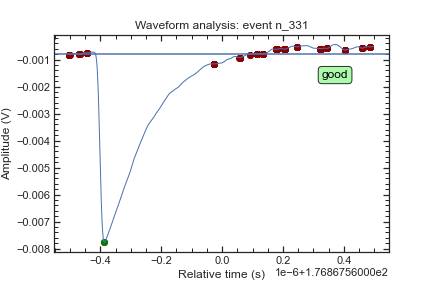 Waveform analysis: event n_331
Amplitude (V)
−0.001
−0.002
−0.003
−0.004
−0.005
−0.006
−0.007
−0.008
good
−0.4
−0.2
0.0
0.2
0.4
Relative time (s)
1e−6+1.7686756000e2